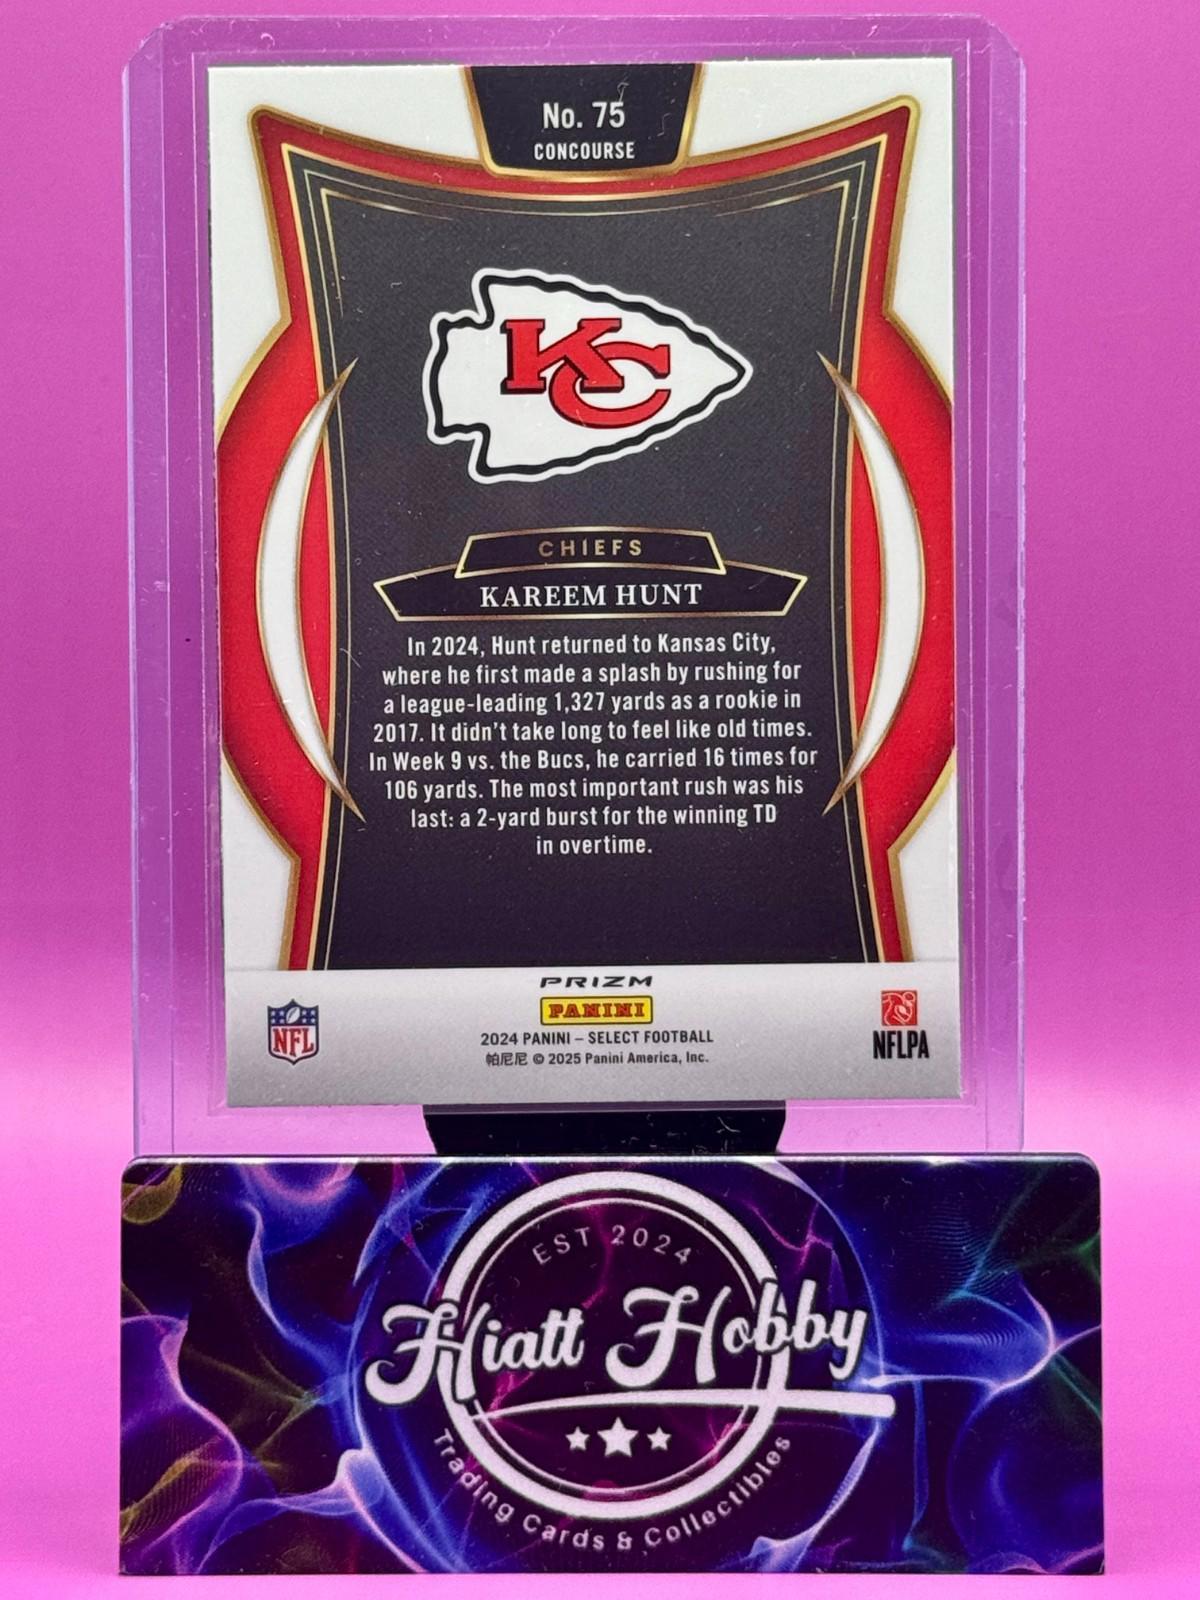 No. 75
CONCOURSE
KC
CHIEFS
KAREEM HUNT
In 2024, Hunt returned to Kansas City,
where he first made a splash by rushing for
a league-leading 1,327 yards as a rookie in
2017. It didn't take long to feel like old times.
In Week 9 vs. the Bucs, he carried 16 times for
106 yards. The most important rush was his
last: a 2-yard burst for the winning TD
in overtime.
PRIZM
PANINI
2024 PANINI – SELECT FOOTBALL
帕尼尼 © 2025 Panini America, Inc.
NFL
NFLPA
EST 2024
Hiatt Hobby
Trading Cards & Collectibles